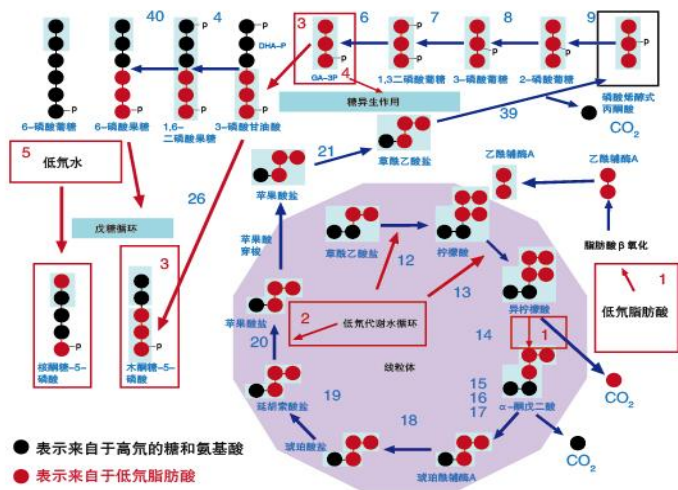 40
4
3
6
7
8
9
P
P
P
P
P
P
DHA-P
GA-3P
4
1,3二磷酸葡糖
3-磷酸葡糖
2-磷酸葡糖
P
P
P
P
磷酸烯醇式
丙酮酸
6-磷酸葡糖
6-磷酸果糖
1,6-
二磷酸果糖
3-磷酸甘油酸
糖异生作用
39
CO2
5
低氘水
21
草酰乙酸盐
26
苹果酸盐
乙酰辅酶A
乙酰辅酶A
戊糖循环
苹果酸
穿梭
草酰乙酸盐
12
柠檬酸
脂肪酸β氧化
3
13
1
低氘脂肪酸
异柠檬酸
2
低氘代谢水循环
苹果酸盐
14
1
20
线粒体
P
P
核酮糖-5-
磷酸
木酮糖-5-
磷酸
CO2
15
16
17
α-酮戊二酸
延胡索酸盐
19
18
琥珀酸盐
琥珀酰辅酶A
CO2
表示来自于高氘的糖和氨基酸
表示来自于低氘脂肪酸